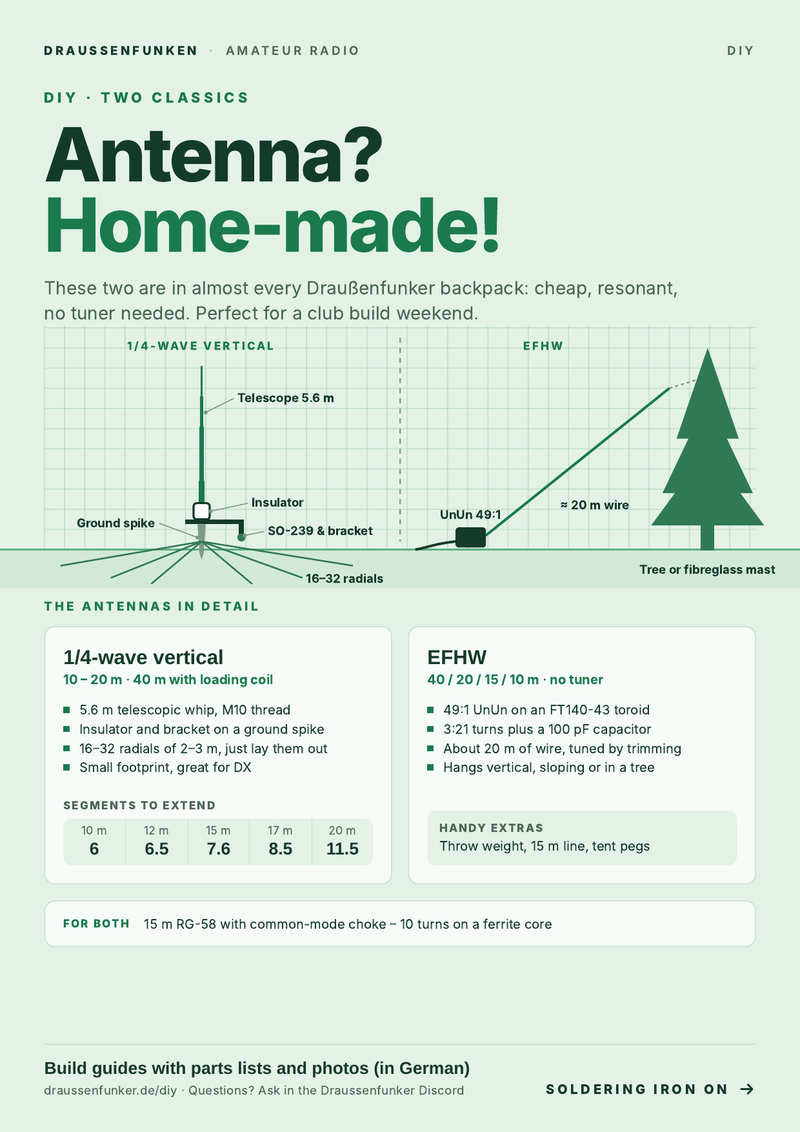 DRAUSSENFUNKEN · AMATEUR RADIO
DIY
DIY · TWO CLASSICS
Antenna?
Home-made!
These two are in almost every Draußenfunker backpack: cheap, resonant,
no tuner needed. Perfect for a club build weekend.
1/4-WAVE VERTICAL
Telescope 5.6 m
Insulator
Ground spike
SO-239 & bracket
16–32 radials
EFHW
UnUn 49:1
≈ 20 m wire
Tree or fibreglass mast
THE ANTENNAS IN DETAIL
1/4-wave vertical
10 – 20 m · 40 m with loading coil
5.6 m telescopic whip, M10 thread
Insulator and bracket on a ground spike
16–32 radials of 2–3 m, just lay them out
Small footprint, great for DX
SEGMENTS TO EXTEND
10 m 12 m 15 m 17 m 20 m
6 6.5 7.6 8.5 11.5
EFHW
40 / 20 / 15 / 10 m · no tuner
49:1 UnUn on an FT140-43 toroid
3:21 turns plus a 100 pF capacitor
About 20 m of wire, tuned by trimming
Hangs vertical, sloping or in a tree
HANDY EXTRAS
Throw weight, 15 m line, tent pegs
FOR BOTH 15 m RG-58 with common-mode choke – 10 turns on a ferrite core
Build guides with parts lists and photos (in German)
draussenfunker.de/diy · Questions? Ask in the Draussenfunker Discord
SOLDERING IRON ON →